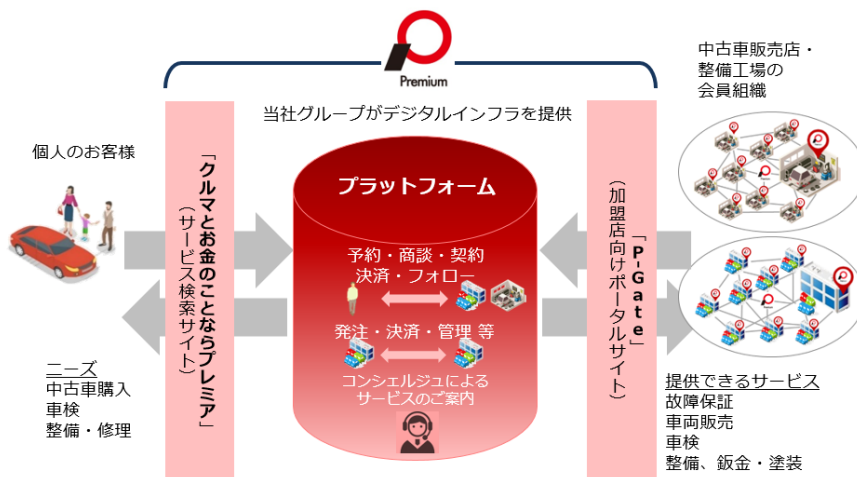 Premium
当社グループがデジタルインフラを提供
個人のお客様
「クルマとお金のことならプレミア」
(サービス検索サイト)
ニーズ
中古車購入
車検
整備・修理
プラットフォーム
予約・商談・契約
決済・フォロー
発注・決済・管理 等
コンシェルジュによる
サービスのご案内
「P-Gate」
(加盟店向けポータルサイト)
中古車販売店・
整備工場の
会員組織
提供できるサービス
故障保証
車両販売
車検
整備、鈑金・塗装